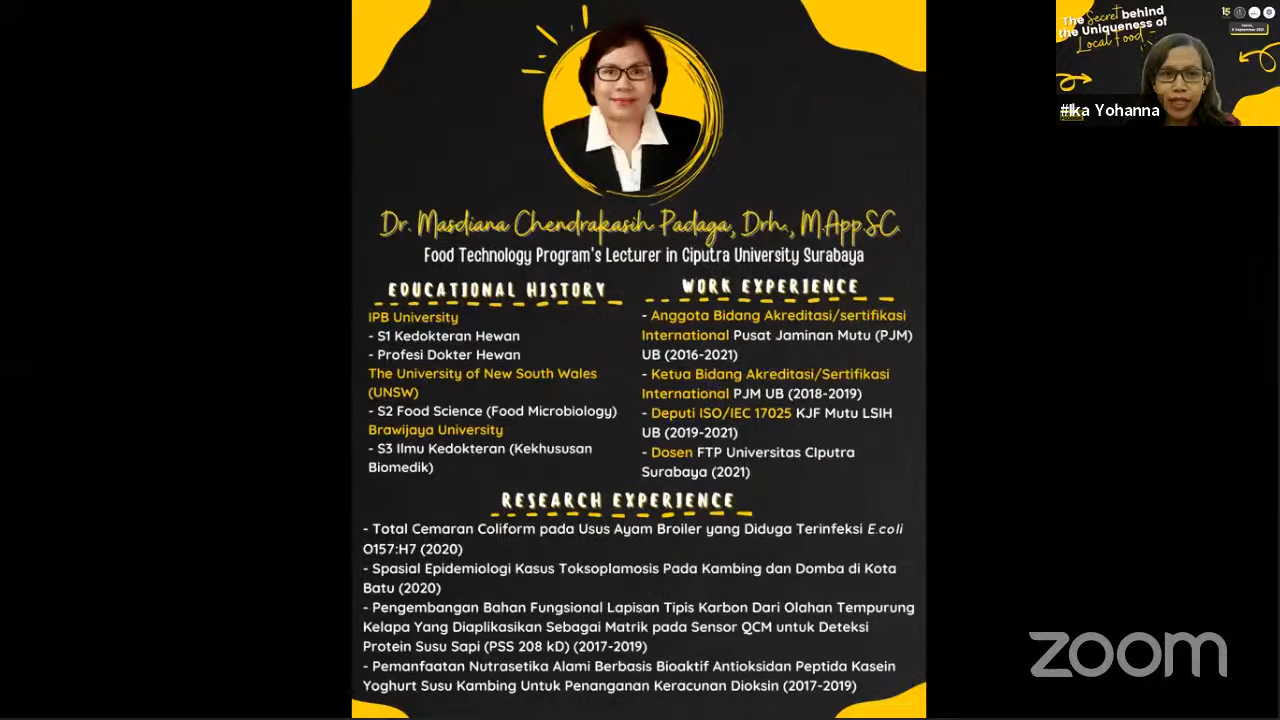 Dr. Masdiana Chendrakasih Padaga, Drh., M.App.SC.
Food Technology Program's Lecturer in Ciputra University Surabaya
EDUCATIONAL HISTORY
IPB University
- S1 Kedokteran Hewan
- Profesi Dokter Hewan
The University of New South Wales
(UNSW)
- S2 Food Science (Food Microbiology)
Brawijaya University
- S3 Ilmu Kedokteran (Kekhususan
Biomedik)
WORK EXPERIENCE
- Anggota Bidang Akreditasi/sertifikasi
International Pusat Jaminan Mutu (PJM)
UB (2016-2021)
- Ketua Bidang Akreditasi/Sertifikasi
International PJM UB (2018-2019)
- Deputi ISO/IEC 17025 KJF Mutu LSIH
UB (2019-2021)
- Dosen FTP Universitas CIputra
Surabaya (2021)
RESEARCH EXPERIENCE
- Total Cemaran Coliform pada Usus Ayam Broiler yang Diduga Terinfeksi E.coli
O157:H7 (2020)
- Spasial Epidemiologi Kasus Toksoplamosis Pada Kambing dan Domba di Kota
Batu (2020)
- Pengembangan Bahan Fungsional Lapisan Tipis Karbon Dari Olahan Tempurung
Kelapa Yang Diaplikasikan Sebagai Matrik pada Sensor QCM untuk Deteksi
Protein Susu Sapi (PSS 208 kD) (2017-2019)
- Pemanfaatan Nutrasetika Alami Berbasis Bioaktif Antioksidan Peptida Kasein
Yoghurt Susu Kambing Untuk Penanganan Keracunan Dioksin (2017-2019)
The Secret behind
the Uniqueness of
Local Food
15
#Ika Yohanna
zoom